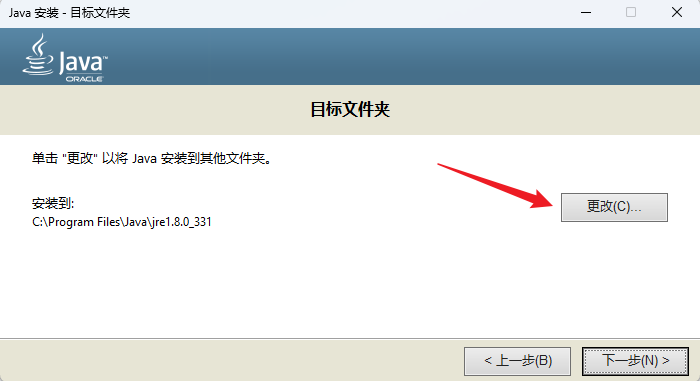 Java 安装 - 目标文件夹
Java™
ORACLE
目标文件夹
单击 "更改" 以将 Java 安装到其他文件夹。
安装到:
C:\Program Files\Java\jre1.8.0_331
更改(C)...
< 上一步(B)
下一步(N) >